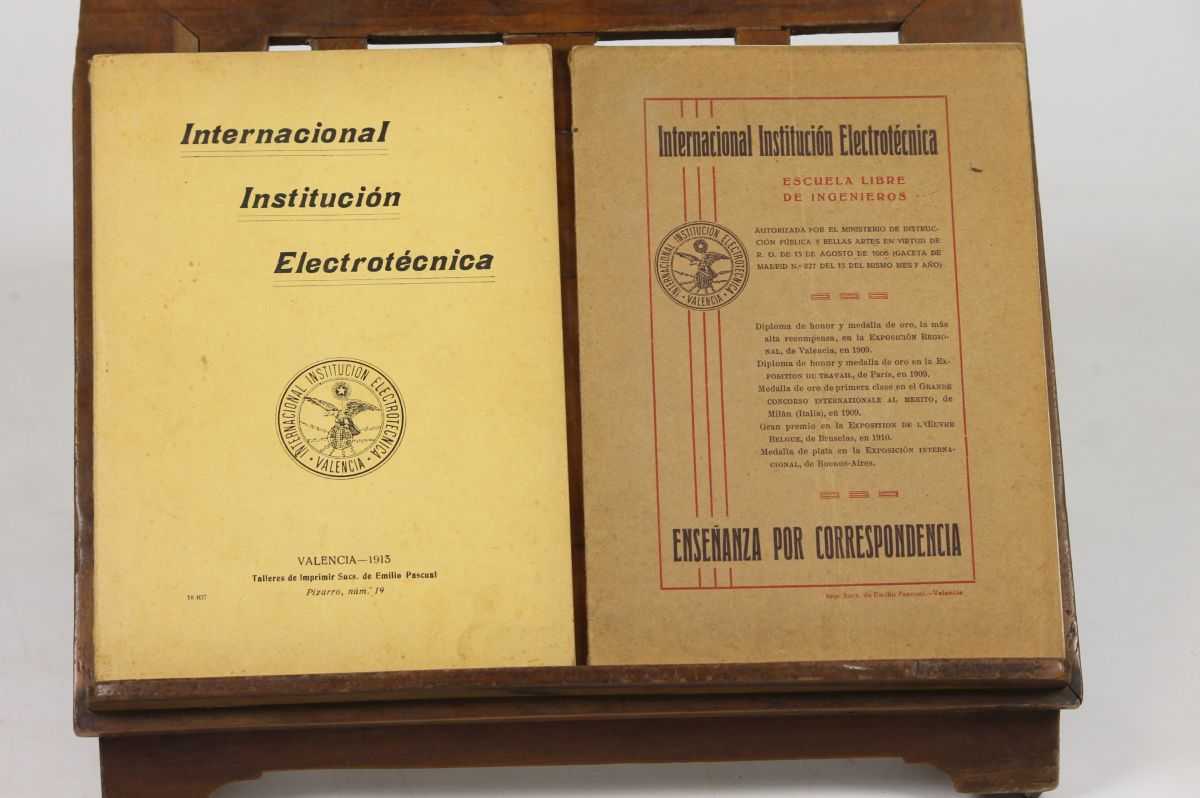 Internacional
Institución
Electrotécnica
INTERNACIONAL INSTITUCIÓN ELECTROTÉCNICA
· VALENCIA ·
VALENCIA—1913
Talleres de Imprimir Sucs. de Emilio Pascual
Pizarro, núm.º 19
Internacional Institución Electrotécnica
ESCUELA LIBRE
DE INGENIEROS
INTERNACIONAL INSTITUCIÓN ELECTROTÉCNICA
· VALENCIA ·
AUTORIZADA POR EL MINISTERIO DE INSTRUC-
CIÓN PÚBLICA Y BELLAS ARTES EN VIRTUD DE
R. O. DE 13 DE AGOSTO DE (GACETA DE
MADRID N.º 227 DEL 15 DEL MISMO MES Y AÑO)
Diploma de honor y medalla de oro, la más
alta recompensa, en la EXPOSICIÓN REGIO-
NAL, de Valencia, en 1909.
Diploma de honor y medalla de oro en la EX-
POSITION DU TRAVAIL, de París, en 1909.
Medalla de oro de primera clase en el GRANDE
CONCORSO INTERNAZIONALE AL MERITO, de
Milán (Italia), en 1909.
Gran premio en la EXPOSITION DE L'ŒUVRE
BELGUE, de Bruselas, en 1910.
Medalla de plata en la EXPOSICIÓN INTERNA-
CIONAL, de Buenos-Aires.
ENSEÑANZA POR CORRESPONDENCIA
Imp. Sucs. de Emilio Pascual.—Valencia